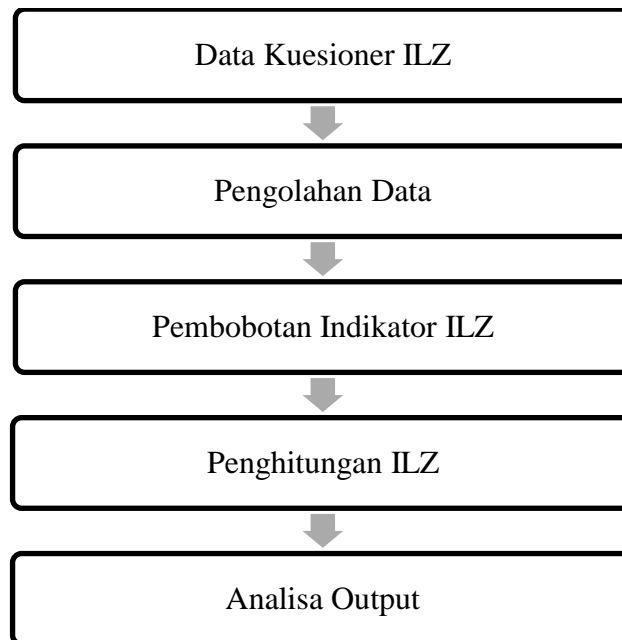 Data Kuesioner ILZ
Pengolahan Data
Pembobotan Indikator ILZ
Penghitungan ILZ
Analisa Output